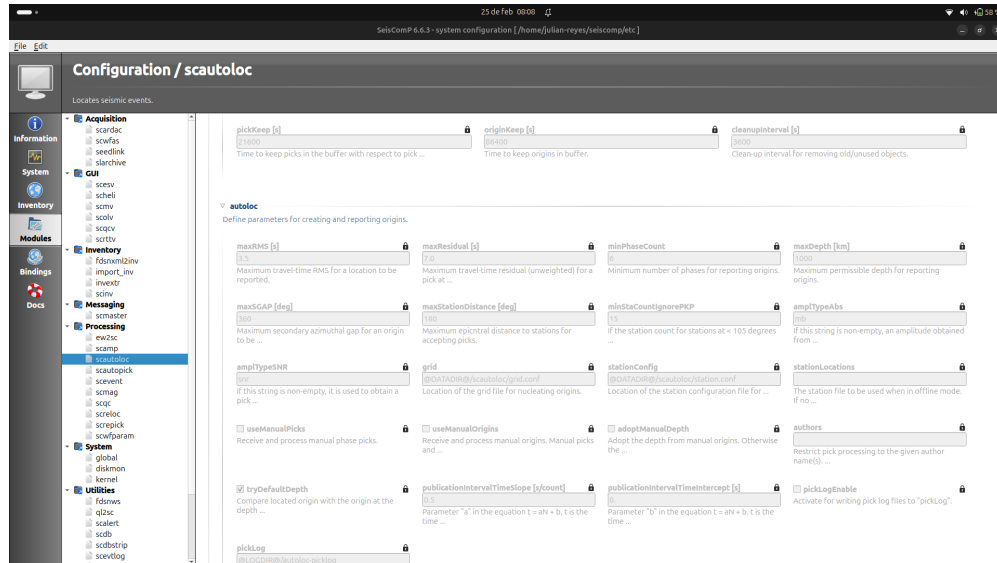 25 de feb 08:08
58 %
SeisComP 6.6.3 - system configuration [/home/julian-reyes/seiscomp/etc]
File Edit
Configuration / scautoloc
Locates seismic events.
Information
System
Inventory
Modules
Bindings
Docs
Acquisition
scardac
scwfas
seedlink
slarchive
GUI
scesv
scheli
scmv
scolv
scqcv
scrttv
Inventory
fdsnxml2inv
import_inv
invextr
scinv
Messaging
scmaster
Processing
ew2sc
scamp
scautoloc
scautopick
scevent
scmag
scqc
screloc
screpick
scwfparam
System
global
diskmon
kernel
Utilities
fdsnws
ql2sc
scalert
scdb
scdbstrip
scevtlog
pickKeep [s] originKeep [s] cleanupInterval [s]
21600 86400 3600
Time to keep picks in the buffer with respect to pick ... Time to keep origins in buffer. Clean-up interval for removing old/unused objects.
autoloc
Define parameters for creating and reporting origins.
maxRMS [s] maxResidual [s] minPhaseCount maxDepth [km]
3.5 7.0 6 1000
Maximum travel-time RMS for a location to be Maximum travel-time residual (unweighted) for a Minimum number of phases for reporting origins. Maximum permissible depth for reporting
reported. pick at ... origins.
maxSGAP [deg] maxStationDistance [deg] minStaCountIgnorePKP amplTypeAbs
360 180 15 mb
Maximum secondary azimuthal gap for an origin Maximum epicntral distance to stations for If the station count for stations at < 105 degrees If this string is non-empty, an amplitude obtained
to be ... accepting picks. ... from ...
amplTypeSNR grid stationConfig stationLocations
snr @DATADIR@/scautoloc/grid.conf @DATADIR@/scautoloc/station.conf
If this string is non-empty, it is used to obtain a Location of the grid file for nucleating origins. Location of the station configuration file for ... The station file to be used when in offline mode.
pick ... If no ...
useManualPicks useManualOrigins adoptManualDepth authors
Receive and process manual phase picks. Receive and process manual origins. Manual picks Adopt the depth from manual origins. Otherwise
and ... the ... Restrict pick processing to the given author
name(s). ...
tryDefaultDepth publicationIntervalTimeSlope [s/count] publicationIntervalTimeIntercept [s] pickLogEnable
Compare located origin with the origin at the 0.5 0. Activate for writing pick log files to "pickLog".
depth ... Parameter "a" in the equation t = aN + b. t is the Parameter "b" in the equation t = aN + b. t is the
time ... time ...
pickLog
@LOGDIR@/autoloc-picklog